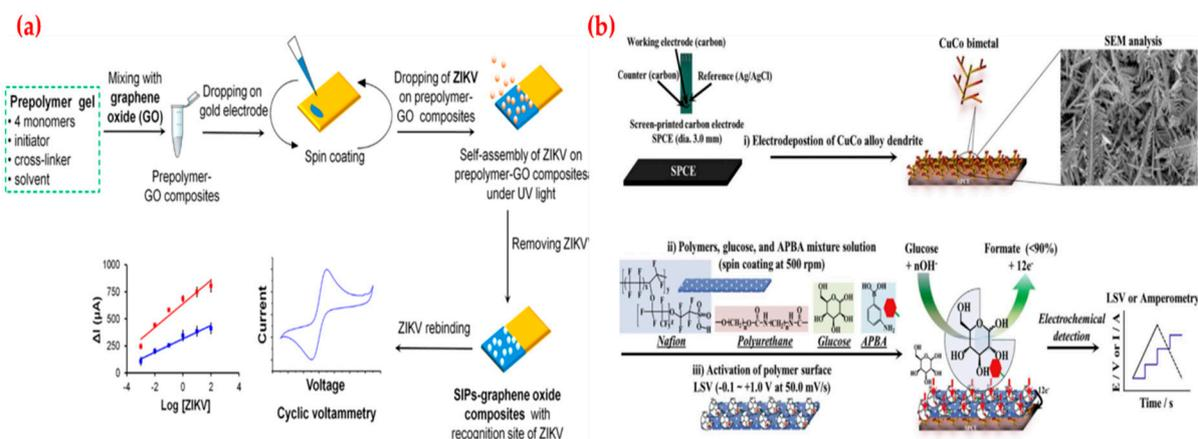 (a)
Prepolymer gel
• 4 monomers
• initiator
• cross-linker
• solvent
Mixing with
graphene
oxide (GO)
Prepolymer-
GO composites
Dropping on
gold electrode
Spin coating
Dropping of ZIKV
on prepolymer-
GO composites
Self-assembly of ZIKV on
prepolymer-GO composites
under UV light
Removing ZIKV
SIPs-graphene oxide
composites with
recognition site of ZIKV
ZIKV rebinding
Current
Voltage
Cyclic voltammetry
ΔI (μA)
1000
750
500
250
0
-4 -2 0 2 4
Log [ZIKV]
(b)
Working electrode (carbon)
Counter (carbon)
Reference (Ag/AgCl)
Screen-printed carbon electrode
SPCE (dia. 3.0 mm)
SPCE
i) Electrodepostion of CuCo alloy dendrite
CuCo bimetal
SPCE
SEM analysis
ii) Polymers, glucose, and APBA mixture solution
(spin coating at 500 rpm)
Nafion
Polyurethane
Glucose
APBA
iii) Activation of polymer surface
LSV (-0.1 ~ +1.0 V at 50.0 mV/s)
Glucose
+ nOH-
Formate (<90%)
+ 12e-
12e-
SPCE
Electrochemical
detection
LSV or Amperometry
E / V or I / A
Time / s